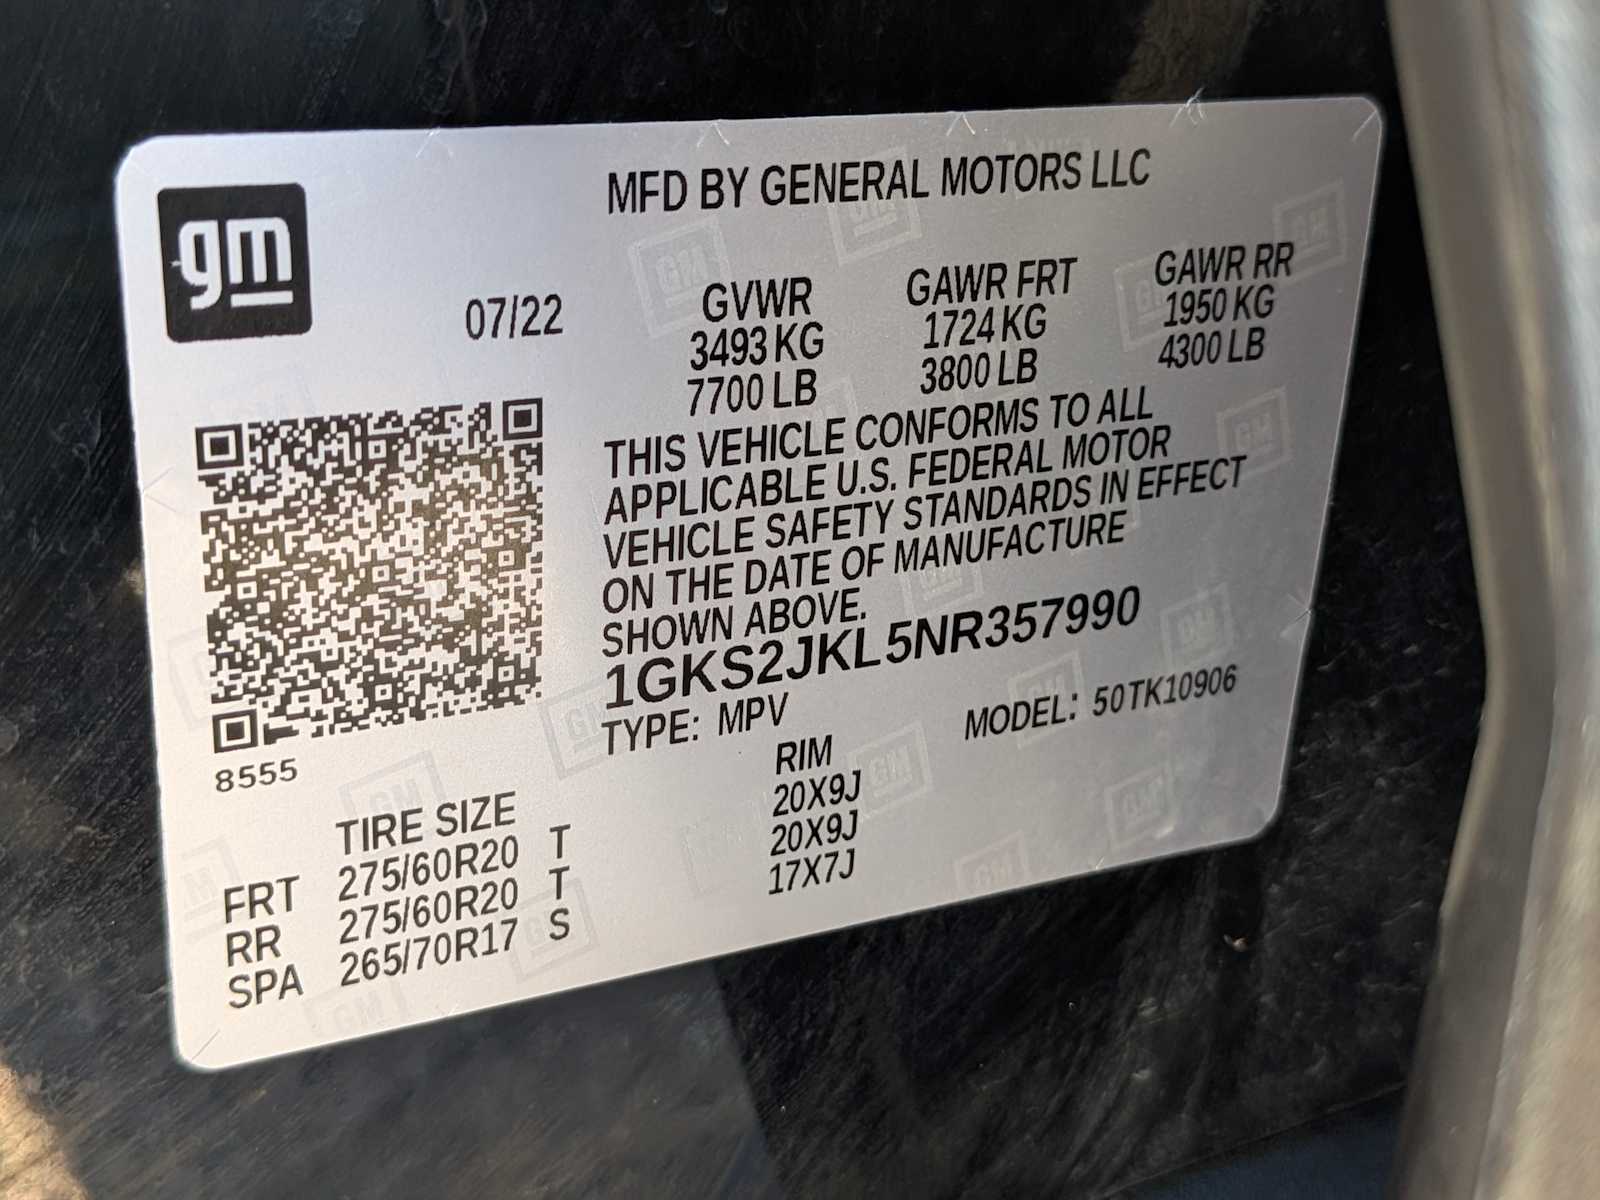 gm
MFD BY GENERAL MOTORS LLC
07/22
GVWR GAWR FRT GAWR RR
3493 KG 1724 KG 1950 KG
7700 LB 3800 LB 4300 LB
THIS VEHICLE CONFORMS TO ALL
APPLICABLE U.S. FEDERAL MOTOR
VEHICLE SAFETY STANDARDS IN EFFECT
ON THE DATE OF MANUFACTURE
SHOWN ABOVE.
1GKS2JKL5NR357990
TYPE: MPV MODEL: 50TK10906
8555
TIRE SIZE RIM
FRT 275/60R20 T 20X9J
RR 275/60R20 T 20X9J
SPA 265/70R17 S 17X7J